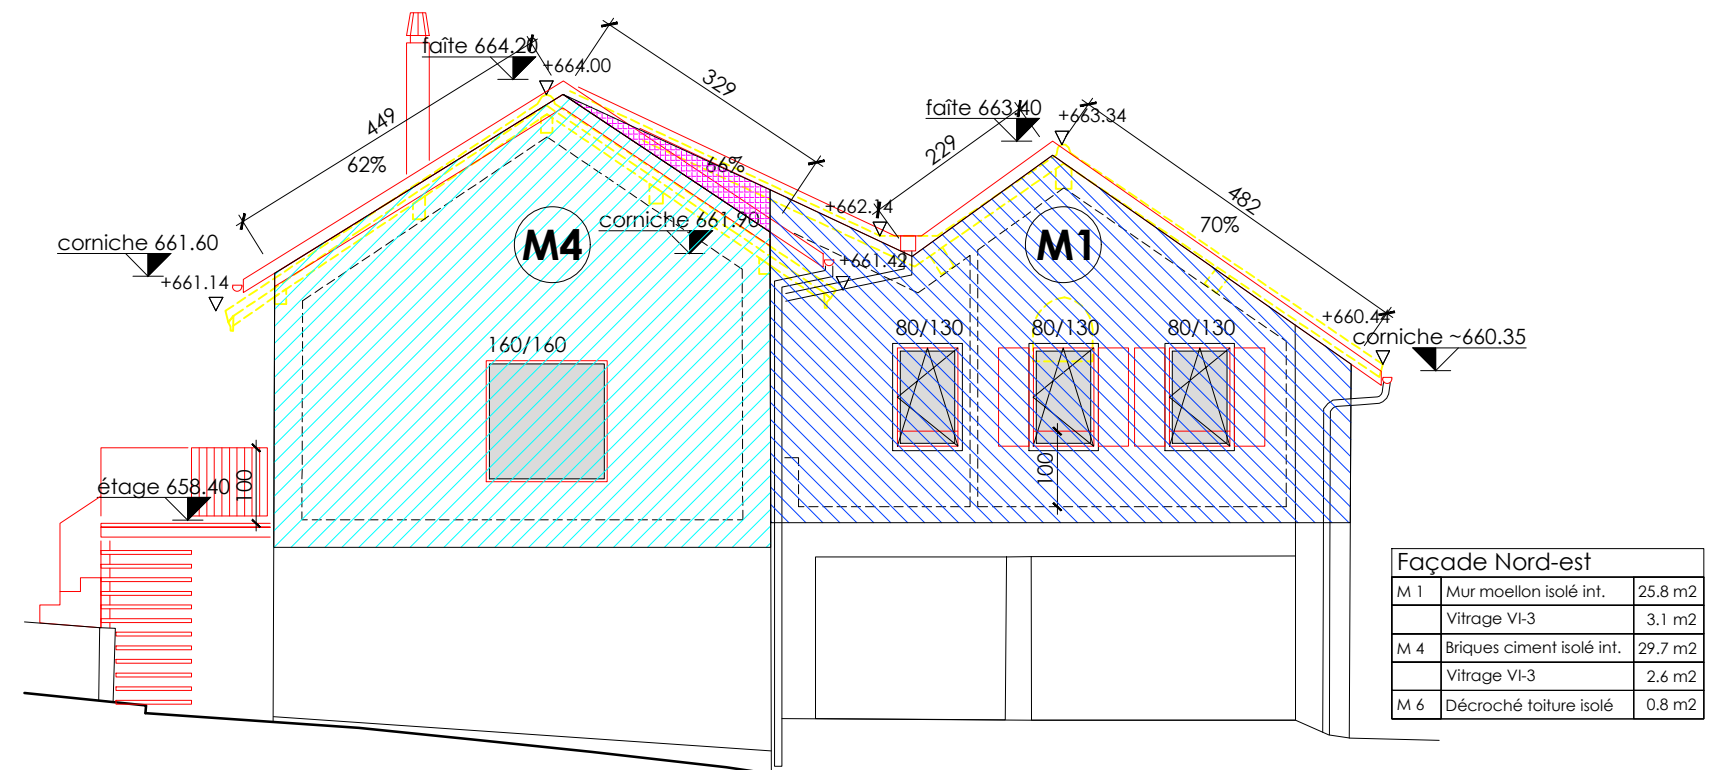 faîte 664.20
+664.00
329
449
62%
66%
faîte 663.40
+663.34
229
482
70%
+662.14
corniche 661.90
M4
M1
corniche 661.60
+661.14
+661.42
+660.44
corniche ~660.35
160/160
80/130
80/130
80/130
étage 658.40
100
100
Façade Nord-est
M 1 Mur moellon isolé int. 25.8 m2
Vitrage VI-3 3.1 m2
M 4 Briques ciment isolé int. 29.7 m2
Vitrage VI-3 2.6 m2
M 6 Décroché toiture isolé 0.8 m2